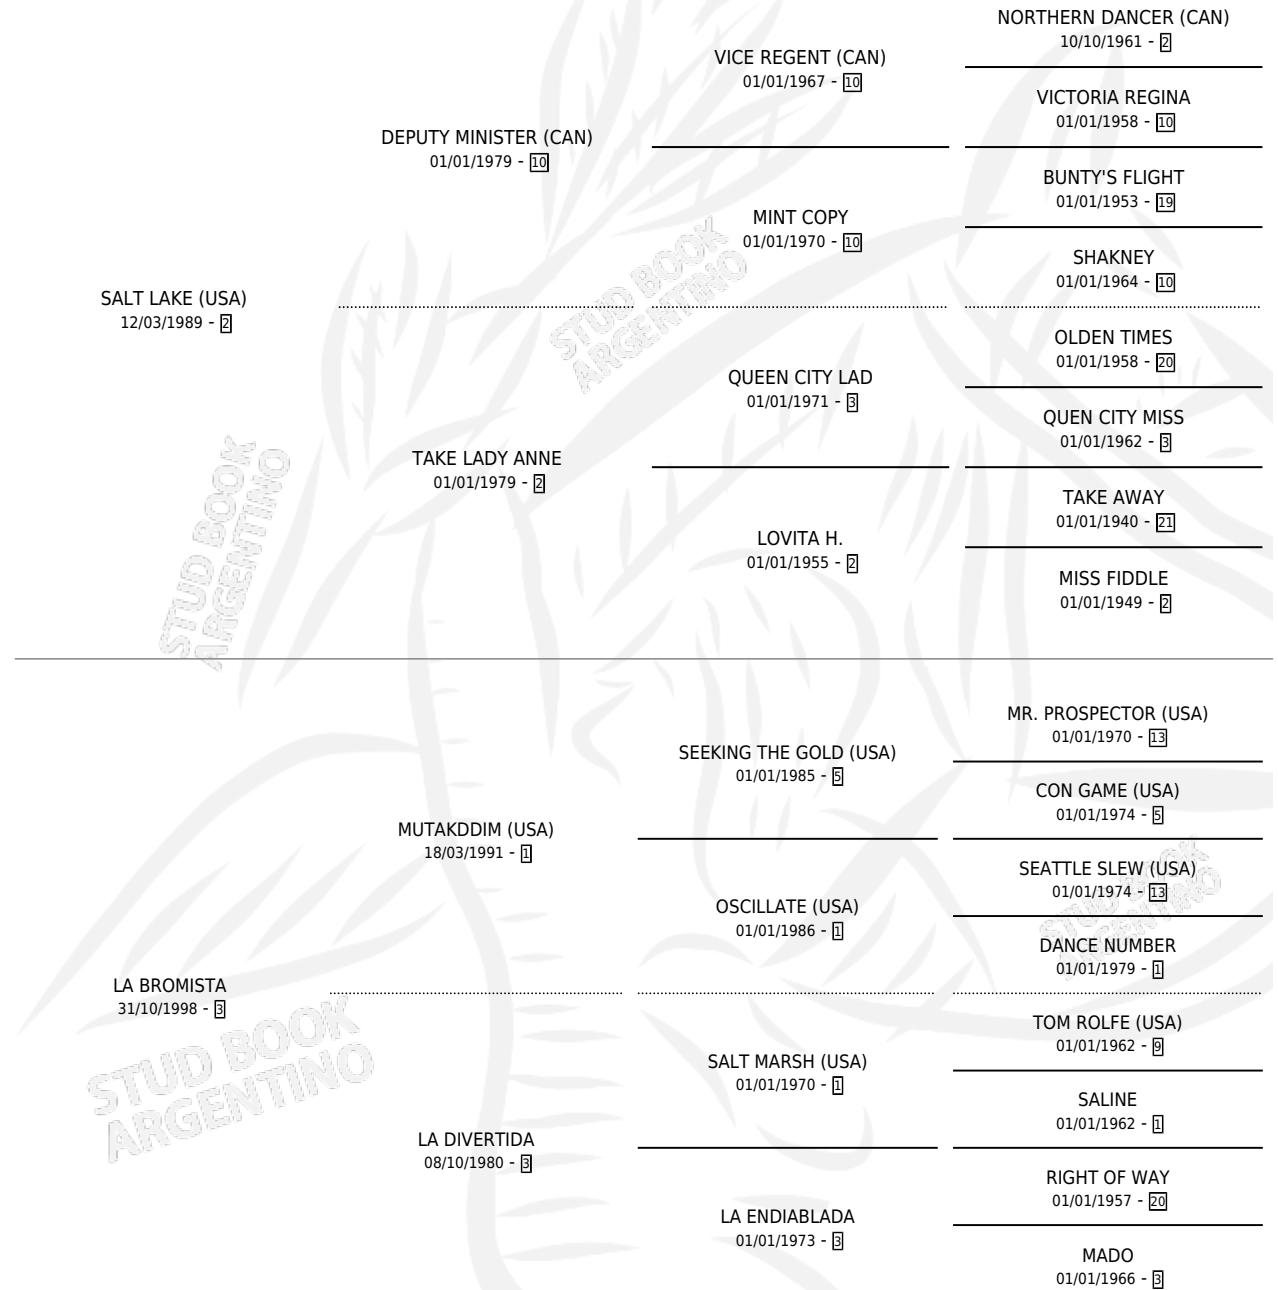 NORTHERN DANCER (CAN)
10/10/1961 - 2
VICE REGENT (CAN)
01/01/1967 - 10
VICTORIA REGINA
01/01/1958 - 10
DEPUTY MINISTER (CAN)
01/01/1979 - 10
BUNTY'S FLIGHT
01/01/1953 - 19
MINT COPY
01/01/1970 - 10
SHAKNEY
01/01/1964 - 10
SALT LAKE (USA)
12/03/1989 - 2
OLDEN TIMES
01/01/1958 - 20
QUEEN CITY LAD
01/01/1971 - 3
QUEN CITY MISS
01/01/1962 - 3
TAKE LADY ANNE
01/01/1979 - 2
TAKE AWAY
01/01/1940 - 21
LOVITA H.
01/01/1955 - 2
MISS FIDDLE
01/01/1949 - 2
STUD BOOK
ARGENTINO
STUD BOOK
ARGENTINO
MR. PROSPECTOR (USA)
01/01/1970 - 13
SEEKING THE GOLD (USA)
01/01/1985 - 5
CON GAME (USA)
01/01/1974 - 5
MUTAKDDIM (USA)
18/03/1991 - 1
SEATTLE SLEW (USA)
01/01/1974 - 13
OSCILLATE (USA)
01/01/1986 - 1
DANCE NUMBER
01/01/1979 - 1
LA BROMISTA
31/10/1998 - 3
TOM ROLFE (USA)
01/01/1962 - 9
SALT MARSH (USA)
01/01/1970 - 1
SALINE
01/01/1962 - 1
LA DIVERTIDA
08/10/1980 - 3
RIGHT OF WAY
01/01/1957 - 20
LA ENDIABLADA
01/01/1973 - 3
MADO
01/01/1966 - 3
STUD BOOK
ARGENTINO
STUD BOOK
ARGENTINO